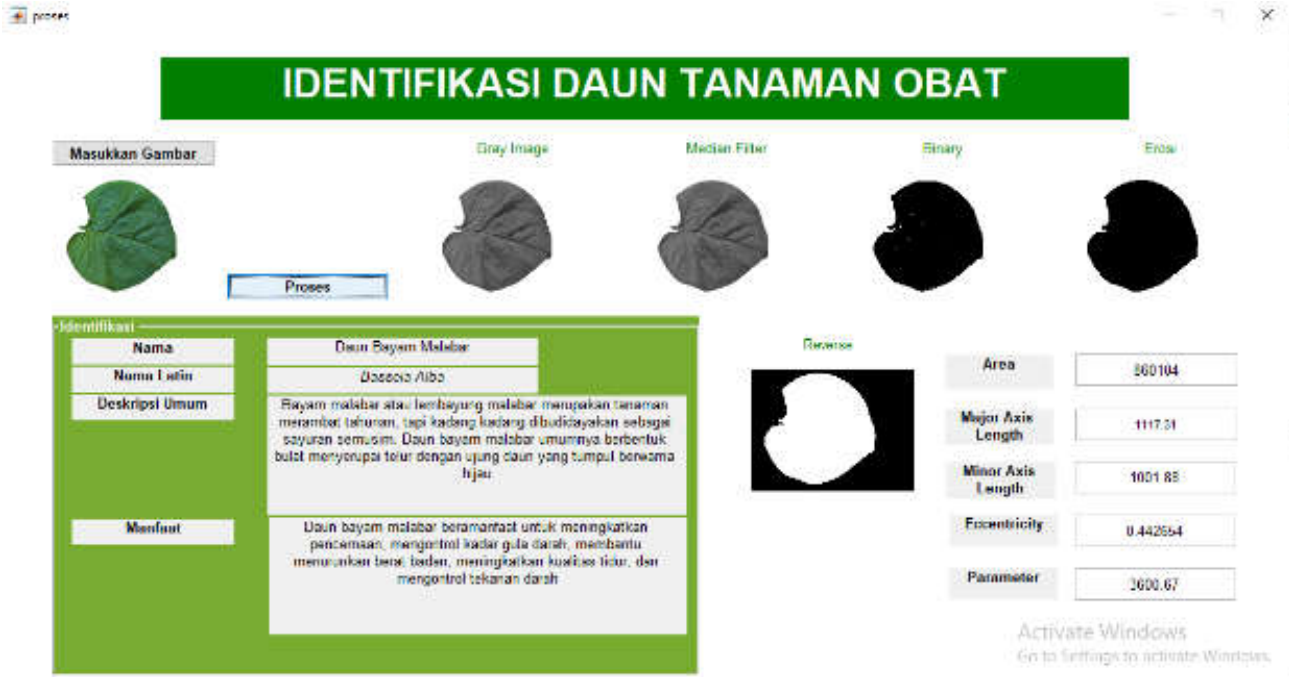 proses
IDENTIFIKASI DAUN TANAMAN OBAT
Masukkan Gambar
Gray Image
Median Filter
Binary
Erosi
Proses
Identifikasi
Nama
Daun Bayam Malabar
Nama Latin
Bassela Alba
Deskripsi Umum
Bayam malabar atau lembayung malabar merupakan tanaman
merambat tahunan, tapi kadang kadang dibudidayakan sebagai
sayuran semusim. Daun bayam malabar umumnya berbentuk
bulat menyerupai telur dengan ujung daun yang tumpul berwarna
hijau
Manfaat
Daun bayam malabar beramanfaat untuk meningkatkan
pencernaan, mengontrol kadar gula darah, membantu
menurunkan berat badan, meningkatkan kualitas tidur, dan
mengontrol tekanan darah
Reverse
Area
860104
Major Axis
Length
1117.31
Minor Axis
Length
1001.88
Eccentricity
0.442654
Parameter
3600.67
Activate Windows
Go to Settings to activate Windows.